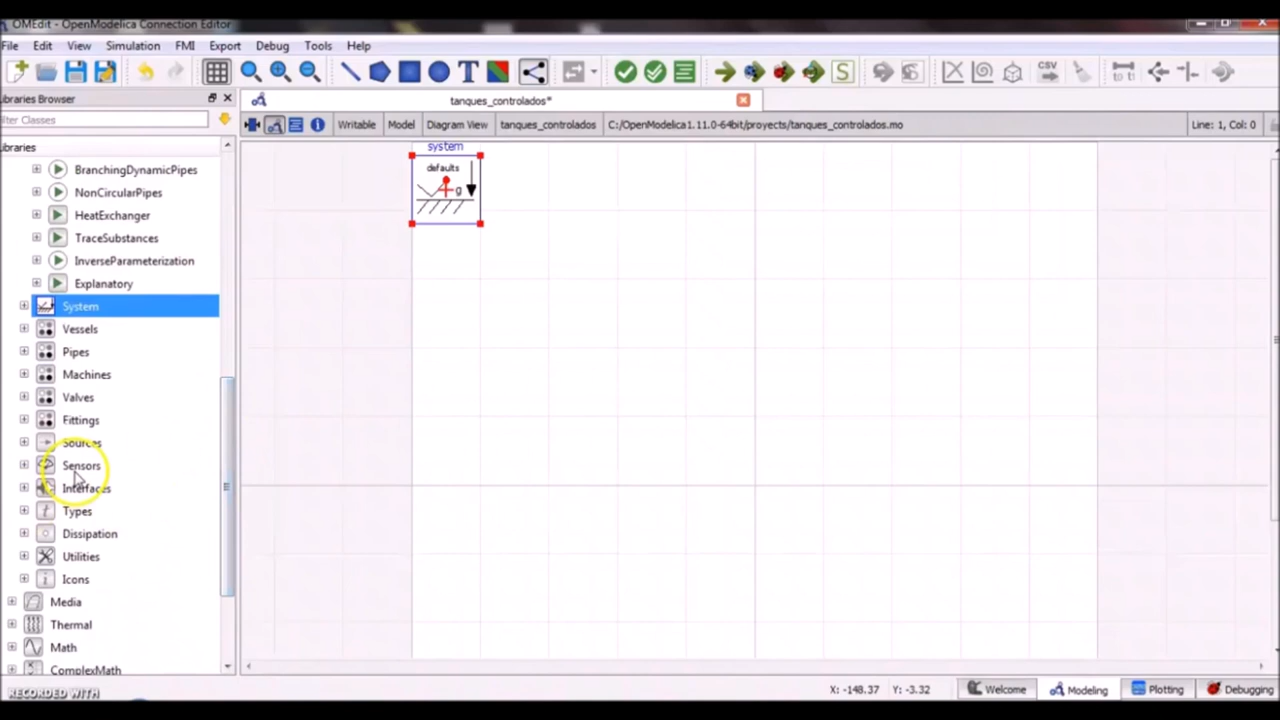 OMEdit - OpenModelica Connection Editor
File Edit View Simulation FMI Export Debug Tools Help
ibraries Browser
tanques_controlados*
ilter Classes
Writable Model Diagram View tanques_controlados C:/OpenModelica1.11.0-64bit/proyects/tanques_controlados.mo Line: 1, Col: 0
ibraries
BranchingDynamicPipes
NonCircularPipes
HeatExchanger
TraceSubstances
InverseParameterization
Explanatory
System
Vessels
Pipes
Machines
Valves
Fittings
Sources
Sensors
Interfaces
Types
Dissipation
Utilities
Icons
Media
Thermal
Math
ComplexMath
system
defaults
g
X: -148.37 Y: -3.32 Welcome Modeling Plotting Debugging
RECORDED WITH